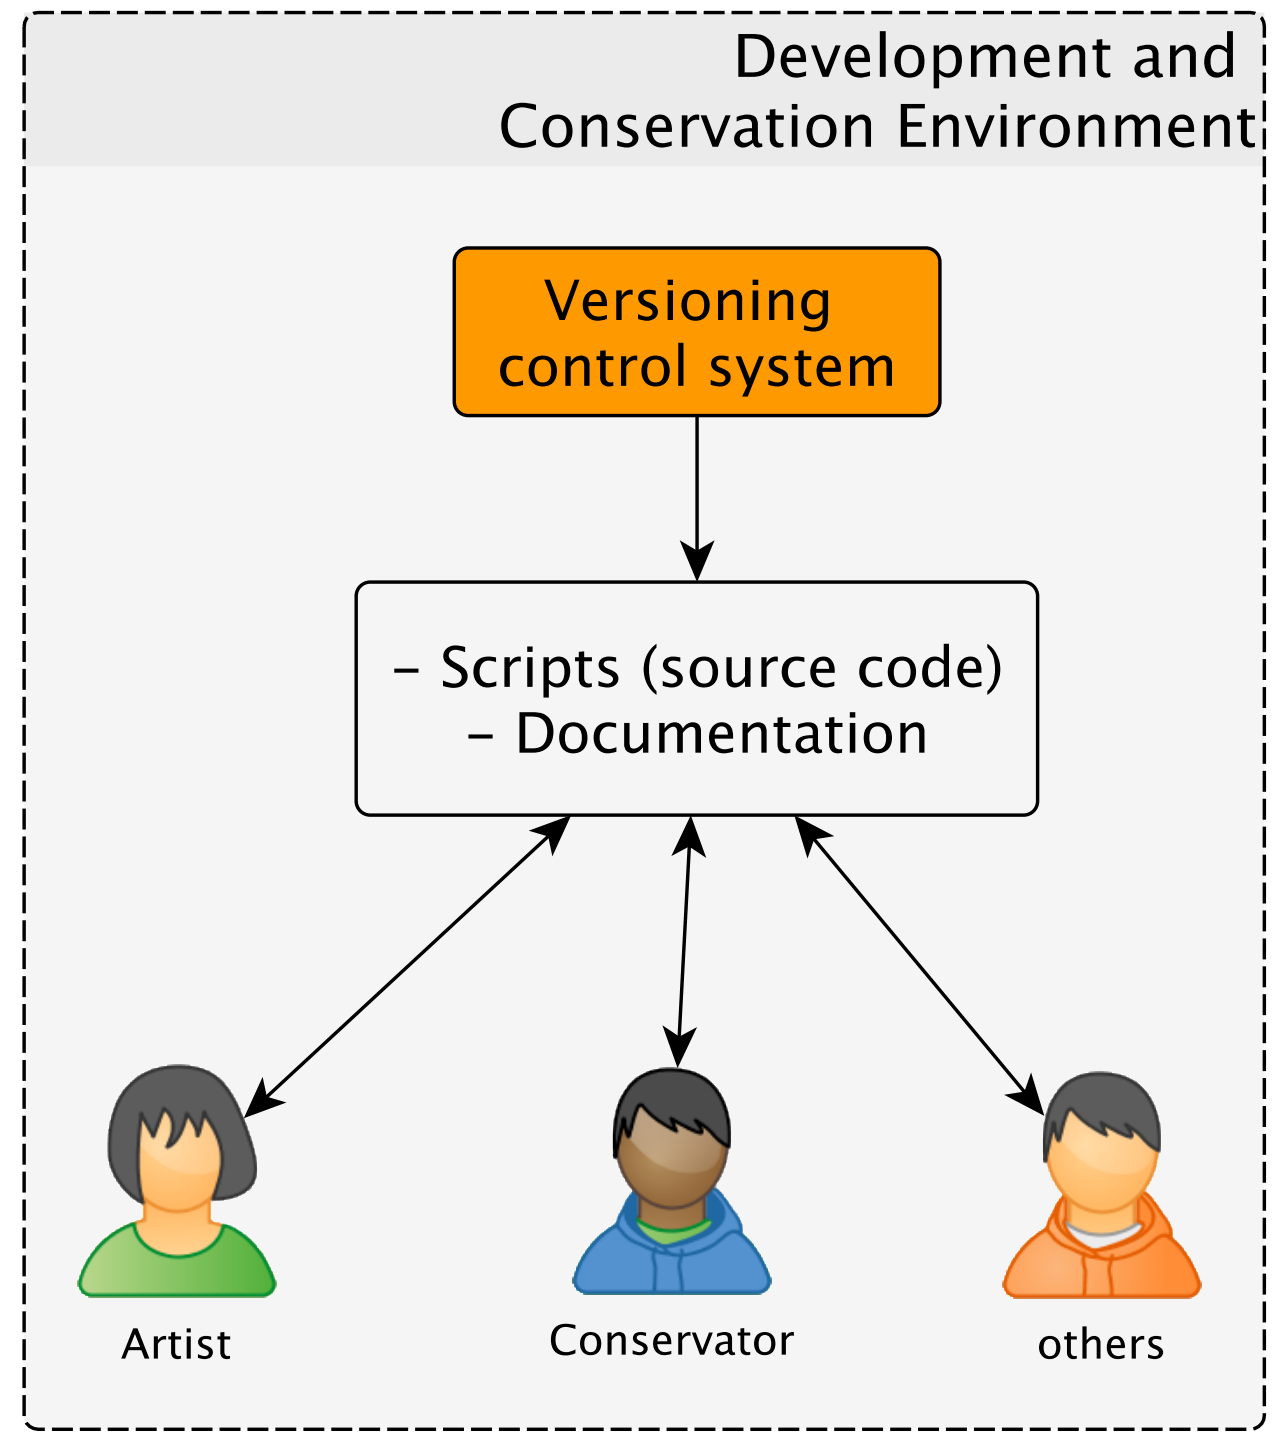 Development and
Conservation Environment
Versioning
control system
– Scripts (source code)
– Documentation
Artist
Conservator
others